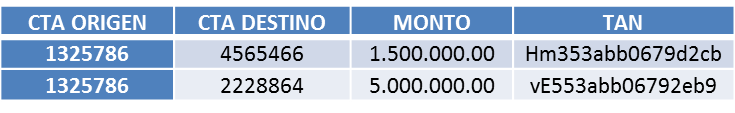 CTA ORIGEN CTA DESTINO MONTO TAN
1325786 4565466 1.500.000.00 Hm353abb0679d2cb
1325786 2228864 5.000.000.00 vE553abb06792eb9